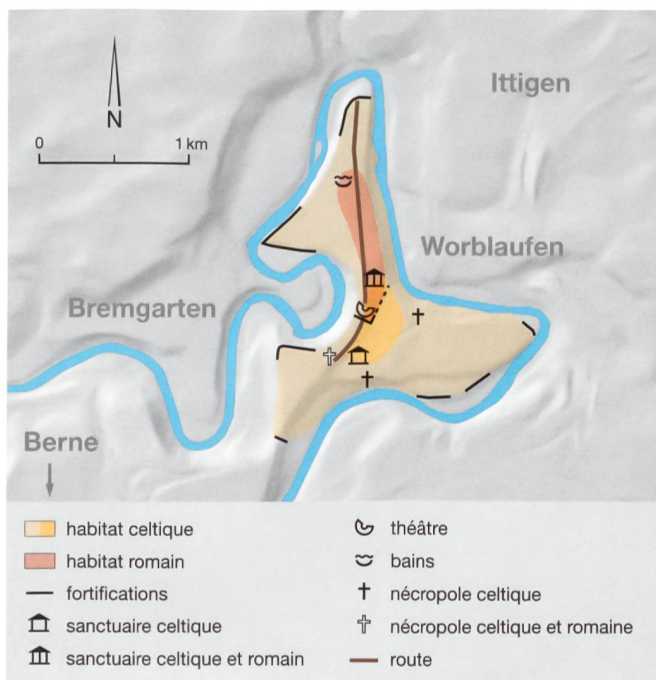 Ittigen
N
0 1 km
Worblaufen
Bremgarten
Berne
habitat celtique
habitat romain
fortifications
sanctuaire celtique
sanctuaire celtique et romain
théâtre
bains
nécropole celtique
nécropole celtique et romaine
route